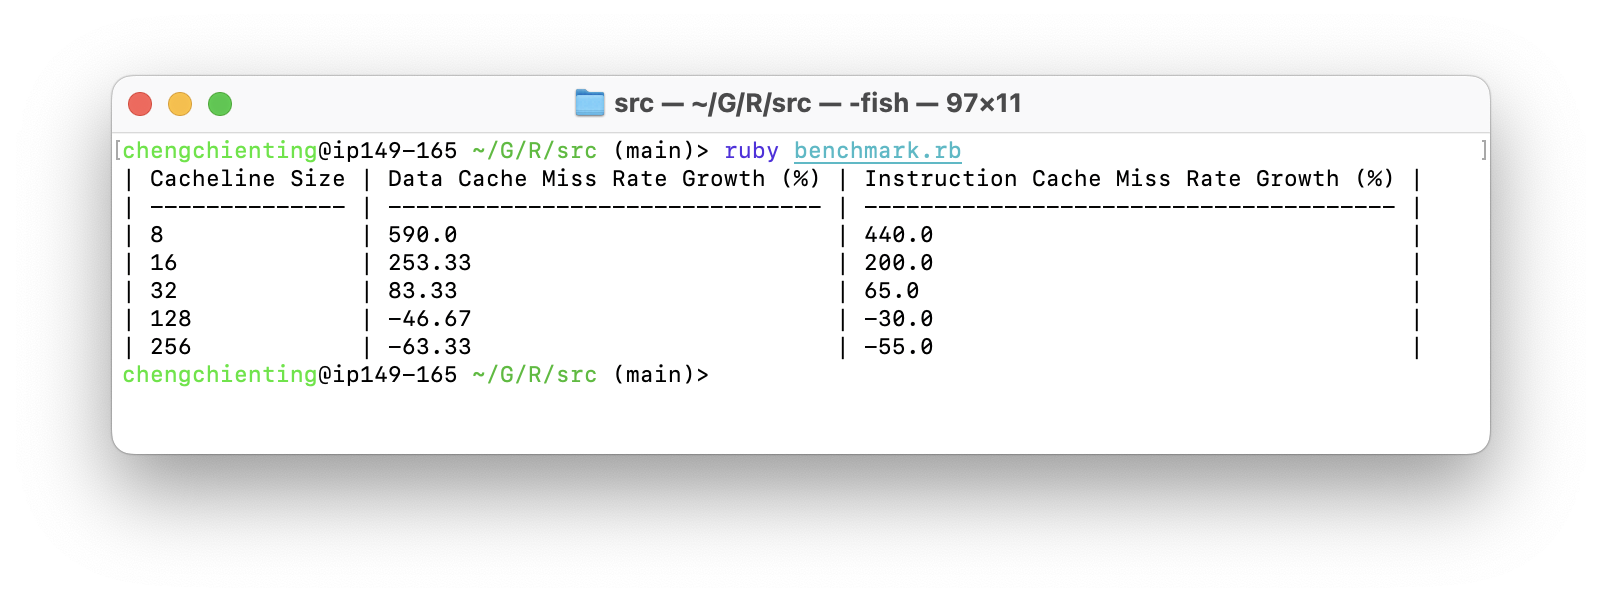 src — ~/G/R/src — -fish — 97×11
[chengchienting@ip149-165 ~/G/R/src (main)> ruby benchmark.rb ]
| Cacheline Size | Data Cache Miss Rate Growth (%) | Instruction Cache Miss Rate Growth (%) |
| -------------- | ------------------------------- | -------------------------------------- |
| 8              | 590.0                           | 440.0                                  |
| 16             | 253.33                          | 200.0                                  |
| 32             | 83.33                           | 65.0                                   |
| 128            | -46.67                          | -30.0                                  |
| 256            | -63.33                          | -55.0                                  |
chengchienting@ip149-165 ~/G/R/src (main)>